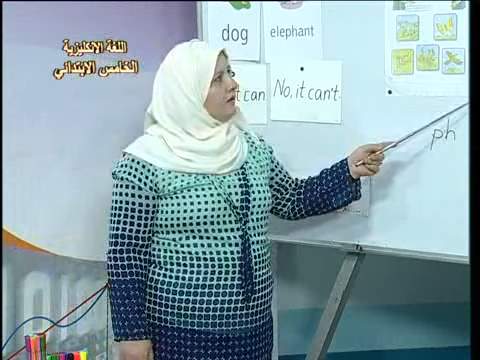 اللغة الانكليزية
الخامس الابتدائي
dog
elephant
t can
No, it can't.
ph